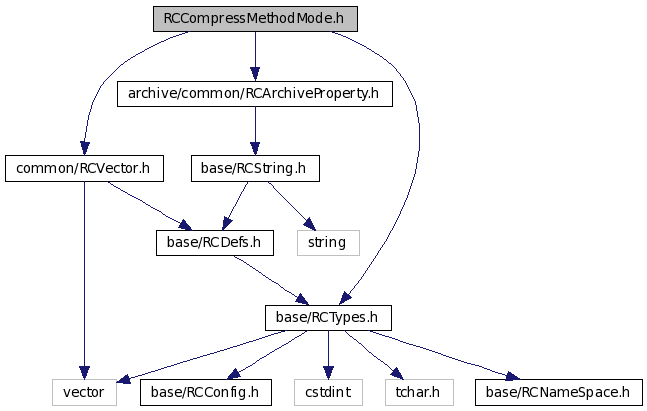 RCCompressMethodMode.h
archive/common/RCArchiveProperty.h
common/RCVector.h
base/RCString.h
base/RCDefs.h
string
base/RCTypes.h
vector
base/RCConfig.h
cstdint
tchar.h
base/RCNameSpace.h